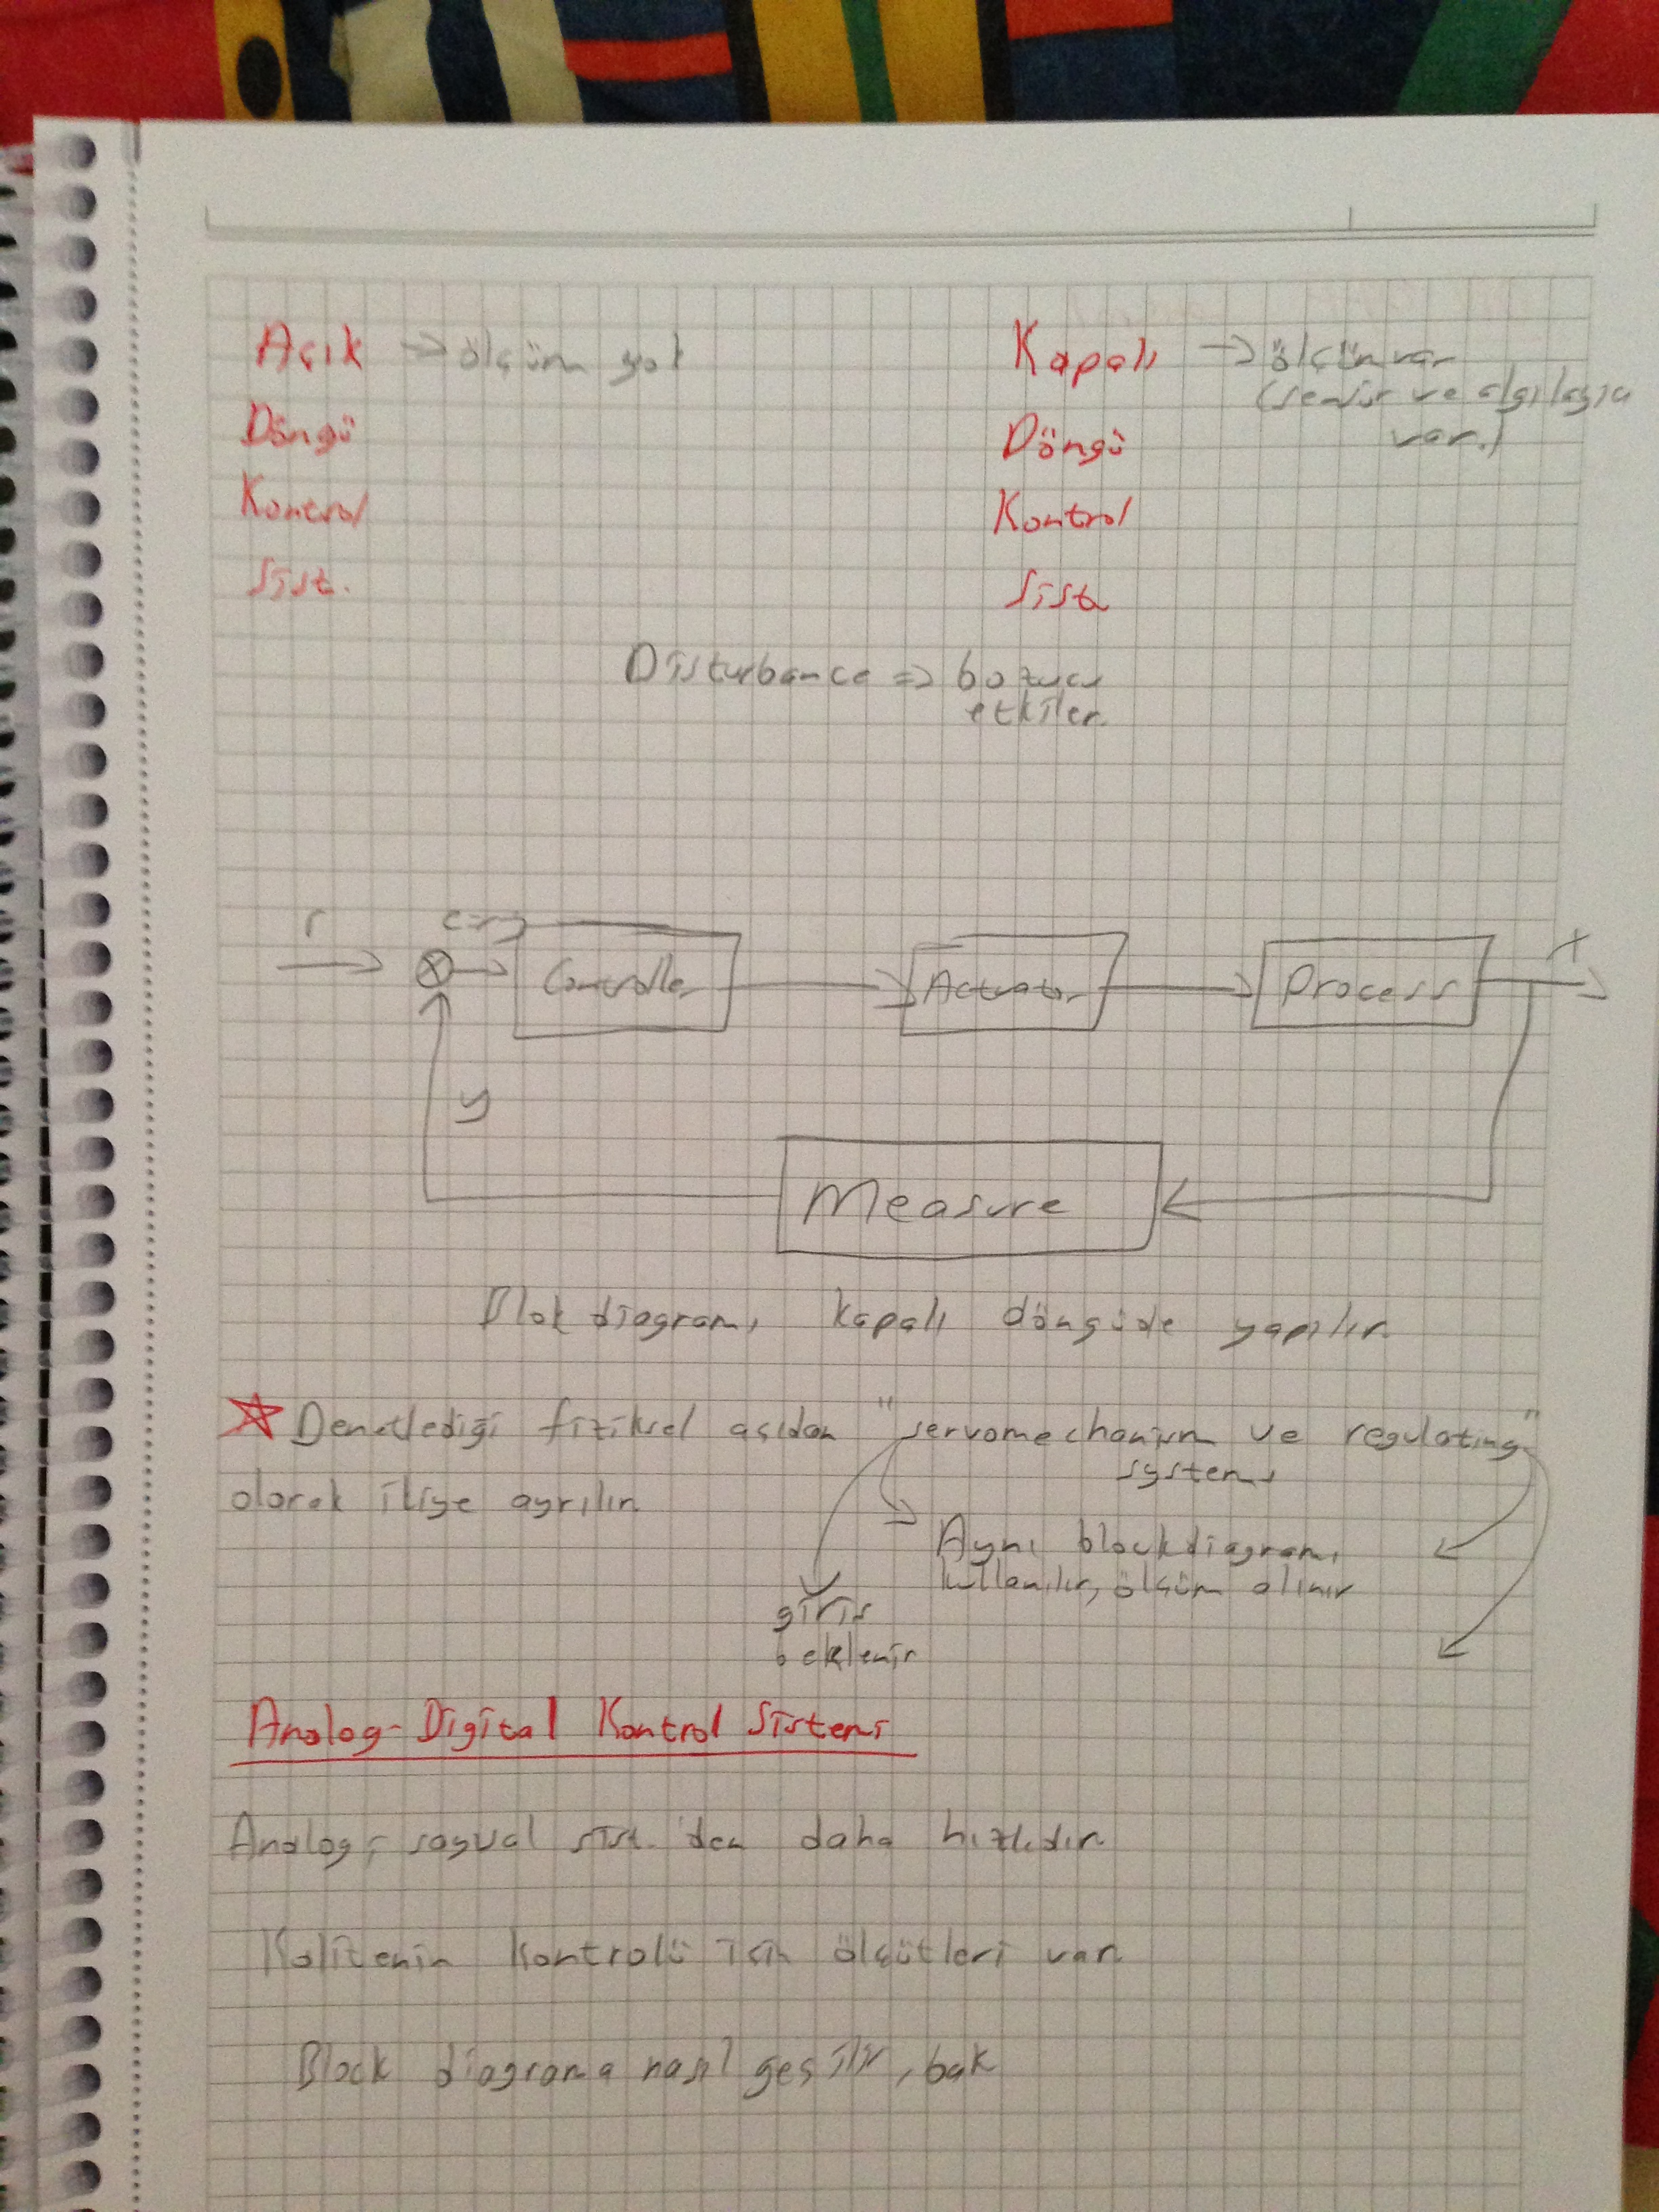 Açık → ölçüm yok
Döngü
Kontrol
Sist.
Kapalı → ölçüm var
(sensör ve algılayıcı
var.)
Döngü
Kontrol
Sist.
Disturbance => bozucu
etkiler.
r
e=r-y
Controller
Actuator
Process
x
y
Measure
Blok diagramı kapalı döngüde yapılır.
☆ Denetlediği fiziksel açıdan "servomechanism ve regulating"
systems
olarak ikiye ayrılır.
Aynı blockdiagramı
kullanılır, ölçüm alınır
giriş
beklenir
Analog-Digital Kontrol Sistemi
Analog; sayısal sist.'den daha hızlıdır.
Kalitenin kontrolü için ölçütleri var.
Block diagrama nasıl geçilir, bak